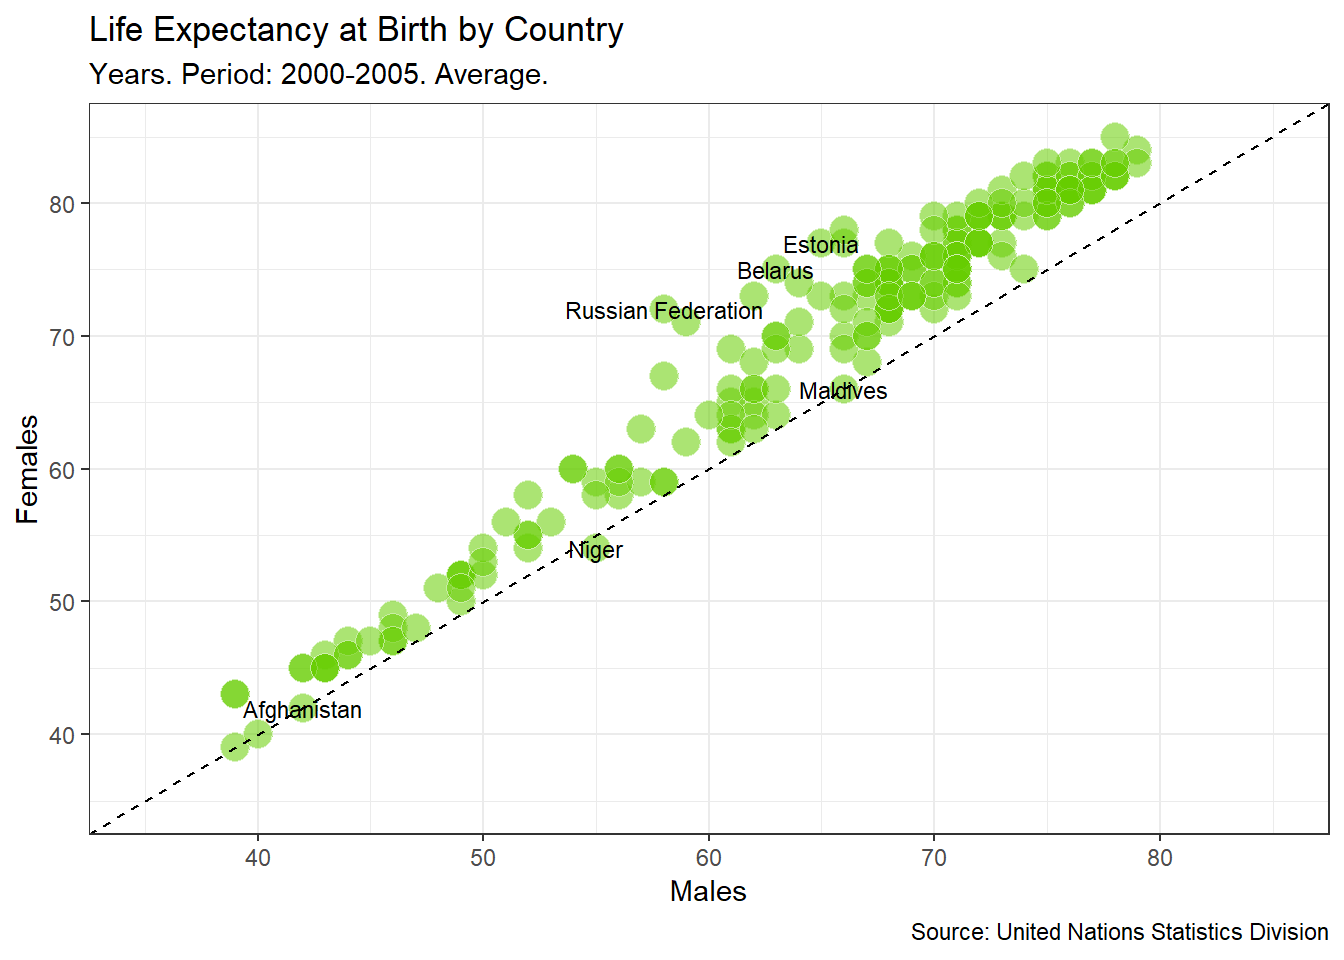 Life Expectancy at Birth by Country
Years. Period: 2000-2005. Average.
Females
80
70
60
50
40
Estonia
Belarus
Russian Federation
Maldives
Niger
Afghanistan
40 50 60 70 80
Males
Source: United Nations Statistics Division